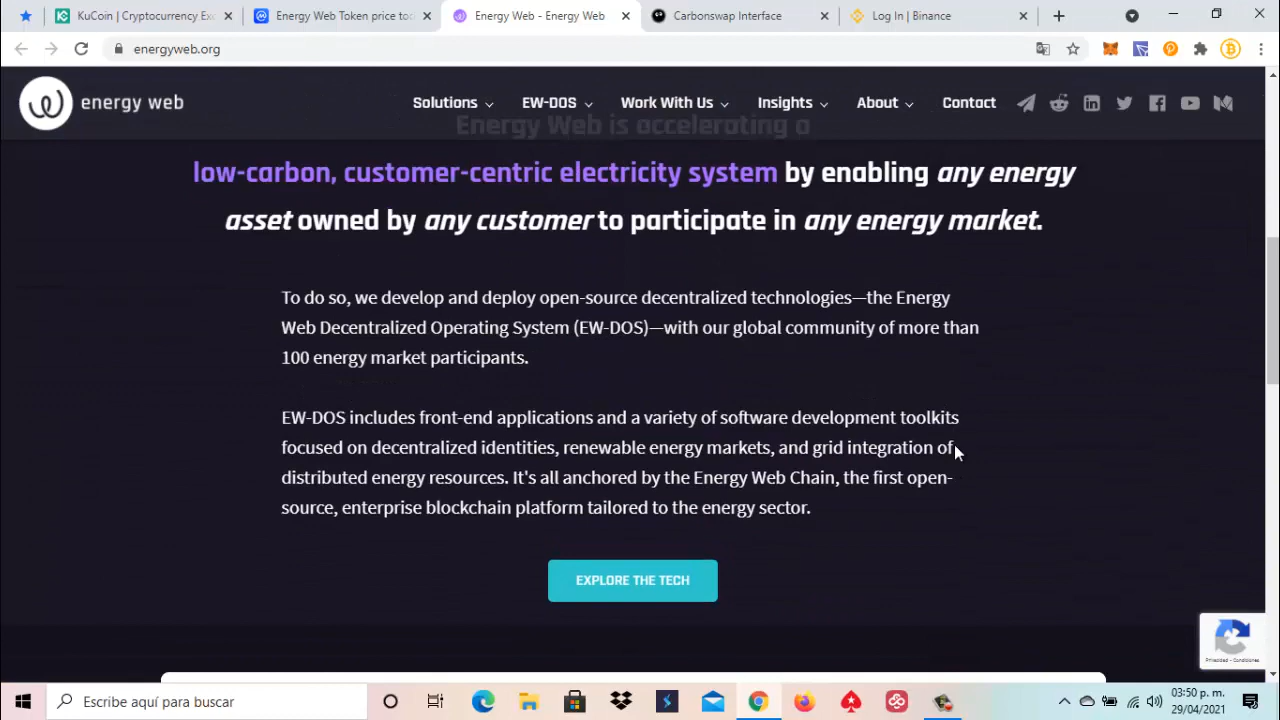 KuCoin | Cryptocurrency Exc
Energy Web Token price to
Energy Web - Energy Web
Carbonswap Interface
Log In | Binance
energyweb.org
energy web
Solutions
EW-DOS
Work With Us
Insights
About
Contact
Energy Web is accelerating a
low-carbon, customer-centric electricity system by enabling any energy
asset owned by any customer to participate in any energy market.
To do so, we develop and deploy open-source decentralized technologies—the Energy
Web Decentralized Operating System (EW-DOS)—with our global community of more than
100 energy market participants.
EW-DOS includes front-end applications and a variety of software development toolkits
focused on decentralized identities, renewable energy markets, and grid integration of
distributed energy resources. It's all anchored by the Energy Web Chain, the first open-
source, enterprise blockchain platform tailored to the energy sector.
EXPLORE THE TECH
Privacidad - Condiciones
Escribe aquí para buscar
03:50 p. m.
29/04/2021